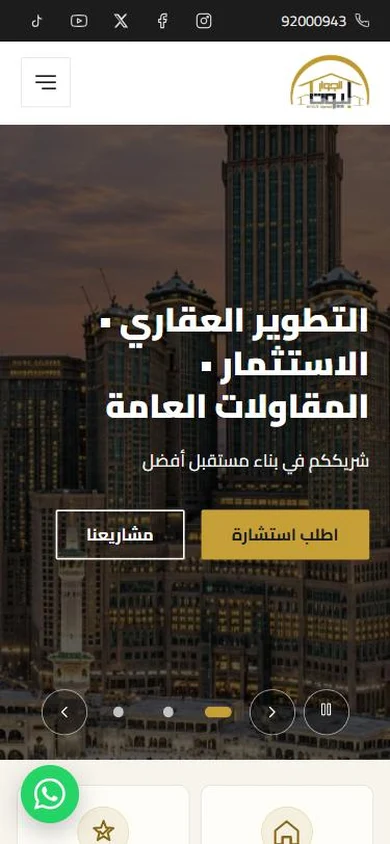 92000943
التطوير العقاري ▪
الاستثمار ▪
المقاولات العامة
شريككم في بناء مستقبل أفضل
اطلب استشارة
مشاريعنا